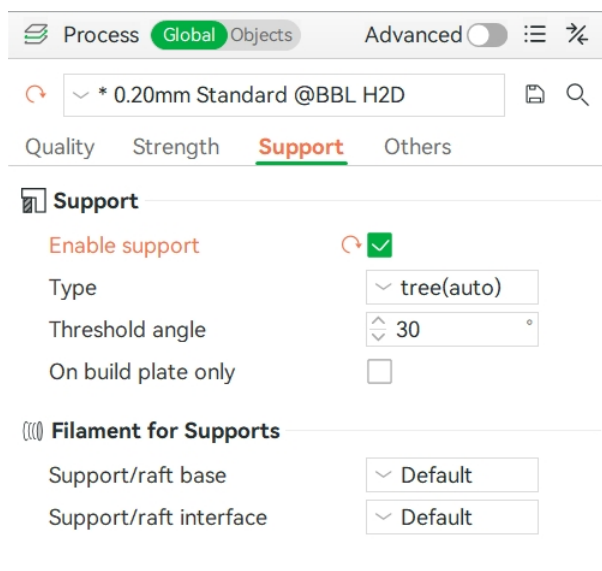 Process Global Objects Advanced
* 0.20mm Standard @BBL H2D
Quality Strength Support Others
Support
Enable support
Type tree(auto)
Threshold angle 30 °
On build plate only
Filament for Supports
Support/raft base Default
Support/raft interface Default